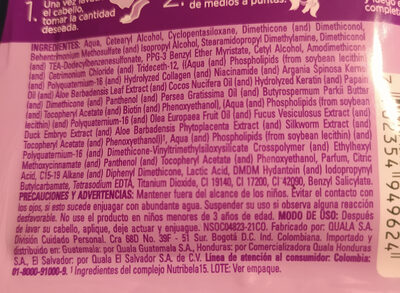 1. Una vez lavado
el cabello,
tomar la cantidad
deseada.
2.
de medios a puntas.
INGREDIENTES: Aqua, Cetearyl Alcohol, Cyclopentasiloxane, Dimethicone (and) Dimethiconol,
Behentrimonium Methosulfate (and) Isopropyl Alcohol, Stearamidopropyl Dimethylamine, Dimethiconol
(and) TEA-Dodecylbenzenesulfonate, PPG-3 Benzyl Ether Myristate, Cetyl Alcohol, Amodimethicone
(and) Cetrimonium Chloride (and) Trideceth-12, ((Aqua (and) Phospholipids (from soybean
lecithin) (and) Polyquaternium-16 (and) Hydrolyzed Collagen (and) Niacinamide (and) Argania Spinosa Kernel
Oil (and) Aloe Barbadensis Leaf Extract (and) Cocos Nucifera Oil (and) Hydrolyzed Keratin (and) Papaver
(and) Dimethicone (and) Panthenol (and) Persea Gratissima Oil (and) Butyrospermum Parkii Butter
(and) Tocopheryl Acetate (and) Biotin (and) Phenoxyethanol), (Aqua (and) Phospholipids (from soybean
lecithin) (and) Polyquaternium-16 (and) Olea Europaea Fruit Oil (and) Fucus Vesiculosus Extract (and)
Duck Embryo Extract (and) Aloe Barbadensis Phytoplacenta Extract (and) Silkworm Extract (and)
Tocopheryl Acetate (and) Phenoxyethanol)), Aqua (and) Phospholipids (from soybean lecithin) (and)
Polyquaternium-16 (and) Dimethicone-Vinyltrimethylsiloxysilicate Crosspolymer (and) Ethylhexyl
Methoxycinnamate (and) Panthenol (and) Tocopheryl Acetate (and) Phenoxyethanol, Parfum, Citric
Acid, C15-19 Alkane (and) Diphenyl Dimethicone, Lactic Acid, DMDM Hydantoin (and) Iodopropynyl
Butylcarbamate, Tetrasodium EDTA, Titanium Dioxide, CI 19140, CI 17200, CI 42090, Benzyl Salicylate.
PRECAUCIONES Y ADVERTENCIAS: Mantener fuera del alcance de los niños. Evitar el contacto con
los ojos, si esto sucede enjuagar con abundante agua. Suspender su uso si observa alguna reacción
desfavorable. No use el producto en niños menores de 3 años de edad. MODO DE USO: Después
de lavar su cabello, aplique, deje actuar y enjuague. NSOC04823-21CO. Fabricado por: QUALA S.A.
División Cuidado Personal. Cra 68D No. 39F - 51 Sur. Bogotá D.C. Ind. Colombiana. Importado y
distribuido en: Guatemala: por Quala Guatemala S.A., Honduras: por Comercializadora Quala Honduras
S.A., El Salvador: por Quala El Salvador S.A. de C.V. Línea de atención al consumidor: Colombia:
01-8000-91000-9. Ingredientes del complejo Nutribela15. LOTE: Ver empaque.